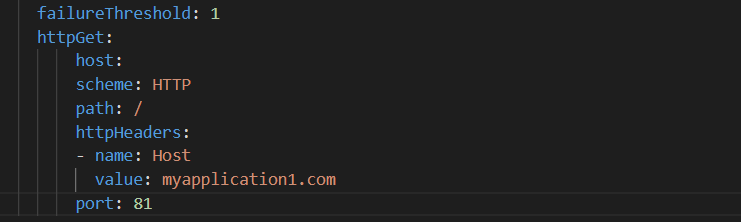 failureThreshold: 1
httpGet:
host:
scheme: HTTP
path: /
httpHeaders:
- name: Host
value: myapplication1.com
port: 81